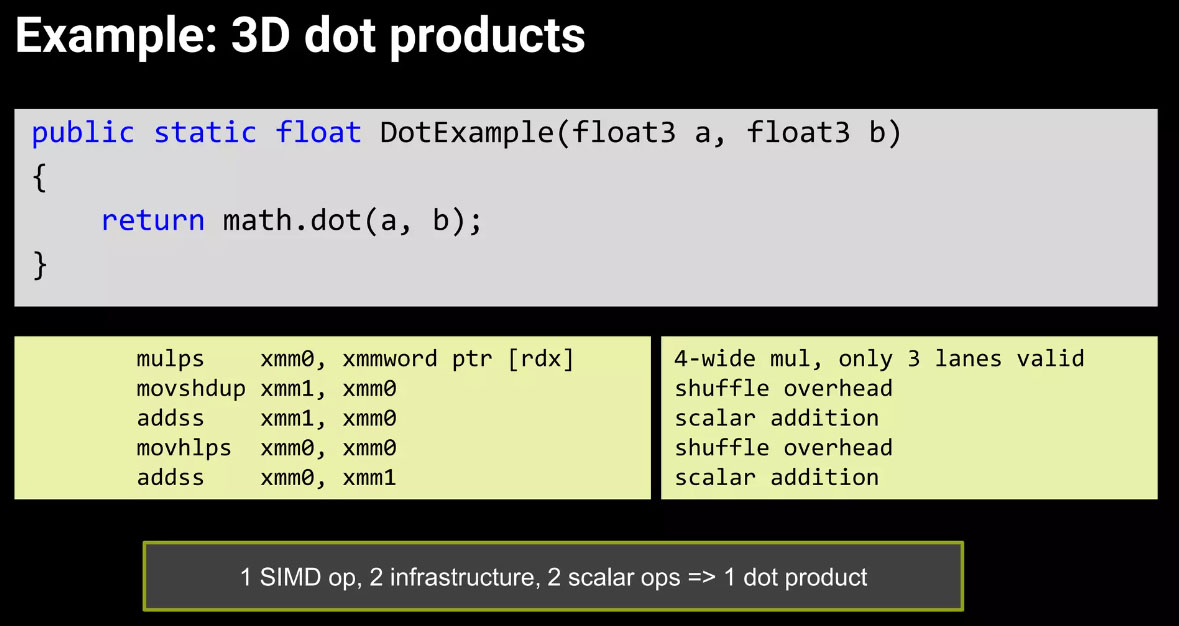 Example: 3D dot products
public static float DotExample(float3 a, float3 b)
{
return math.dot(a, b);
}
mulps xmm0, xmmword ptr [rdx]
movshdup xmm1, xmm0
addss xmm1, xmm0
movhlps xmm0, xmm0
addss xmm0, xmm1
4-wide mul, only 3 lanes valid
shuffle overhead
scalar addition
shuffle overhead
scalar addition
1 SIMD op, 2 infrastructure, 2 scalar ops => 1 dot product